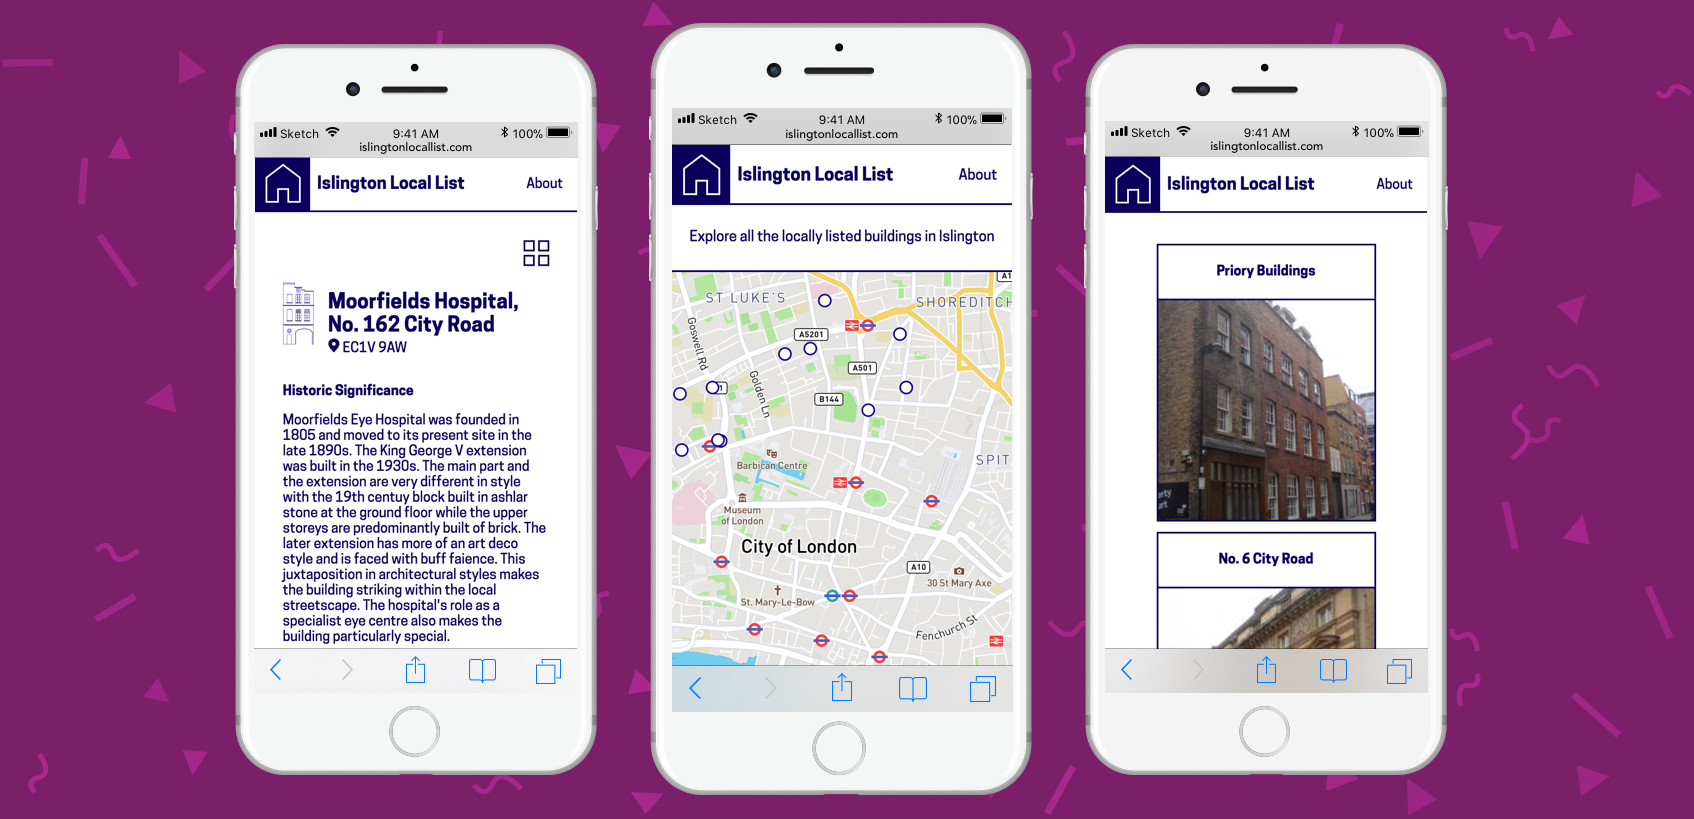 Sketch 9:41 AM 100%
islingtonlocallist.com
Islington Local List About
Moorfields Hospital,
No. 162 City Road
EC1V 9AW
Historic Significance
Moorfields Eye Hospital was founded in
1805 and moved to its present site in the
late 1890s. The King George V extension
was built in the 1930s. The main part and
the extension are very different in style
with the 19th centuy block built in ashlar
stone at the ground floor while the upper
storeys are predominantly built of brick. The
later extension has more of an art deco
style and is faced with buff faience. This
juxtaposition in architectural styles makes
the building striking within the local
streetscape. The hospital's role as a
specialist eye centre also makes the
building particularly special.
Sketch 9:41 AM 100%
islingtonlocallist.com
Islington Local List About
Explore all the locally listed buildings in Islington
A1
ST LUKE'S
SHOREDITCH
A5201
Goswell Rd
A501
Golden Ln
1
B144
SPIT
Barbican Centre
Museum
of London
City of London
A10
30 St Mary Axe
St. Mary-Le-Bow
Fenchurch St
Sketch 9:41 AM 100%
islingtonlocallist.com
Islington Local List About
Priory Buildings
erty
rt
No. 6 City Road